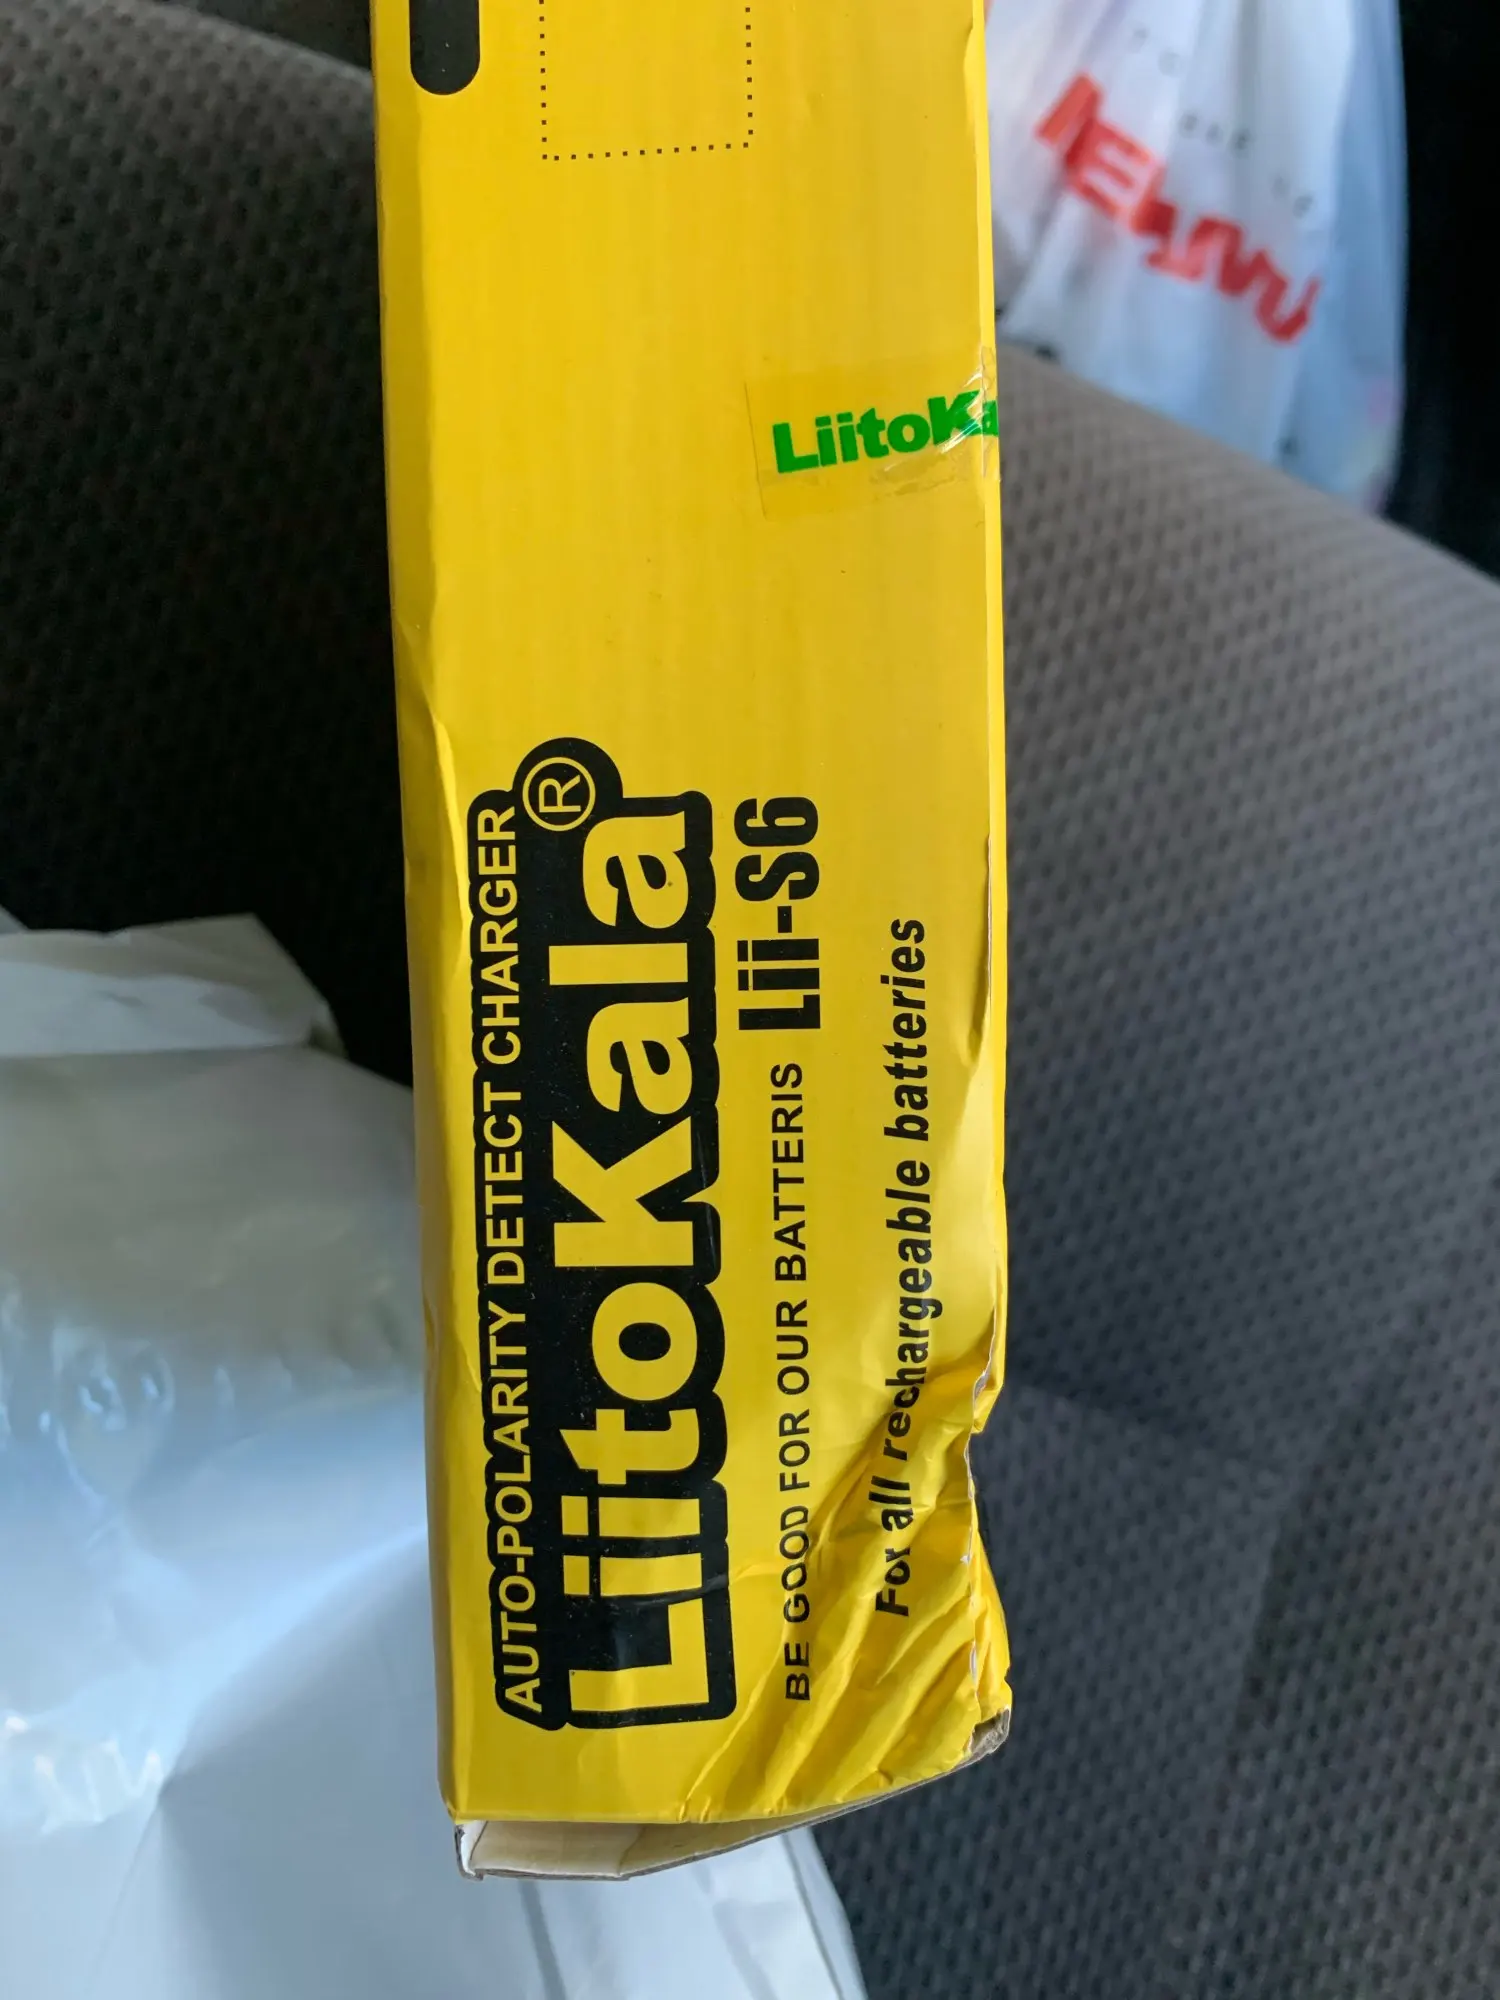 LiitoKa
AUTO-POLARITY DETECT CHARGER
LiitoKala®
BE GOOD FOR OUR BATTERIS Lii-S6
For all rechargeable batteries